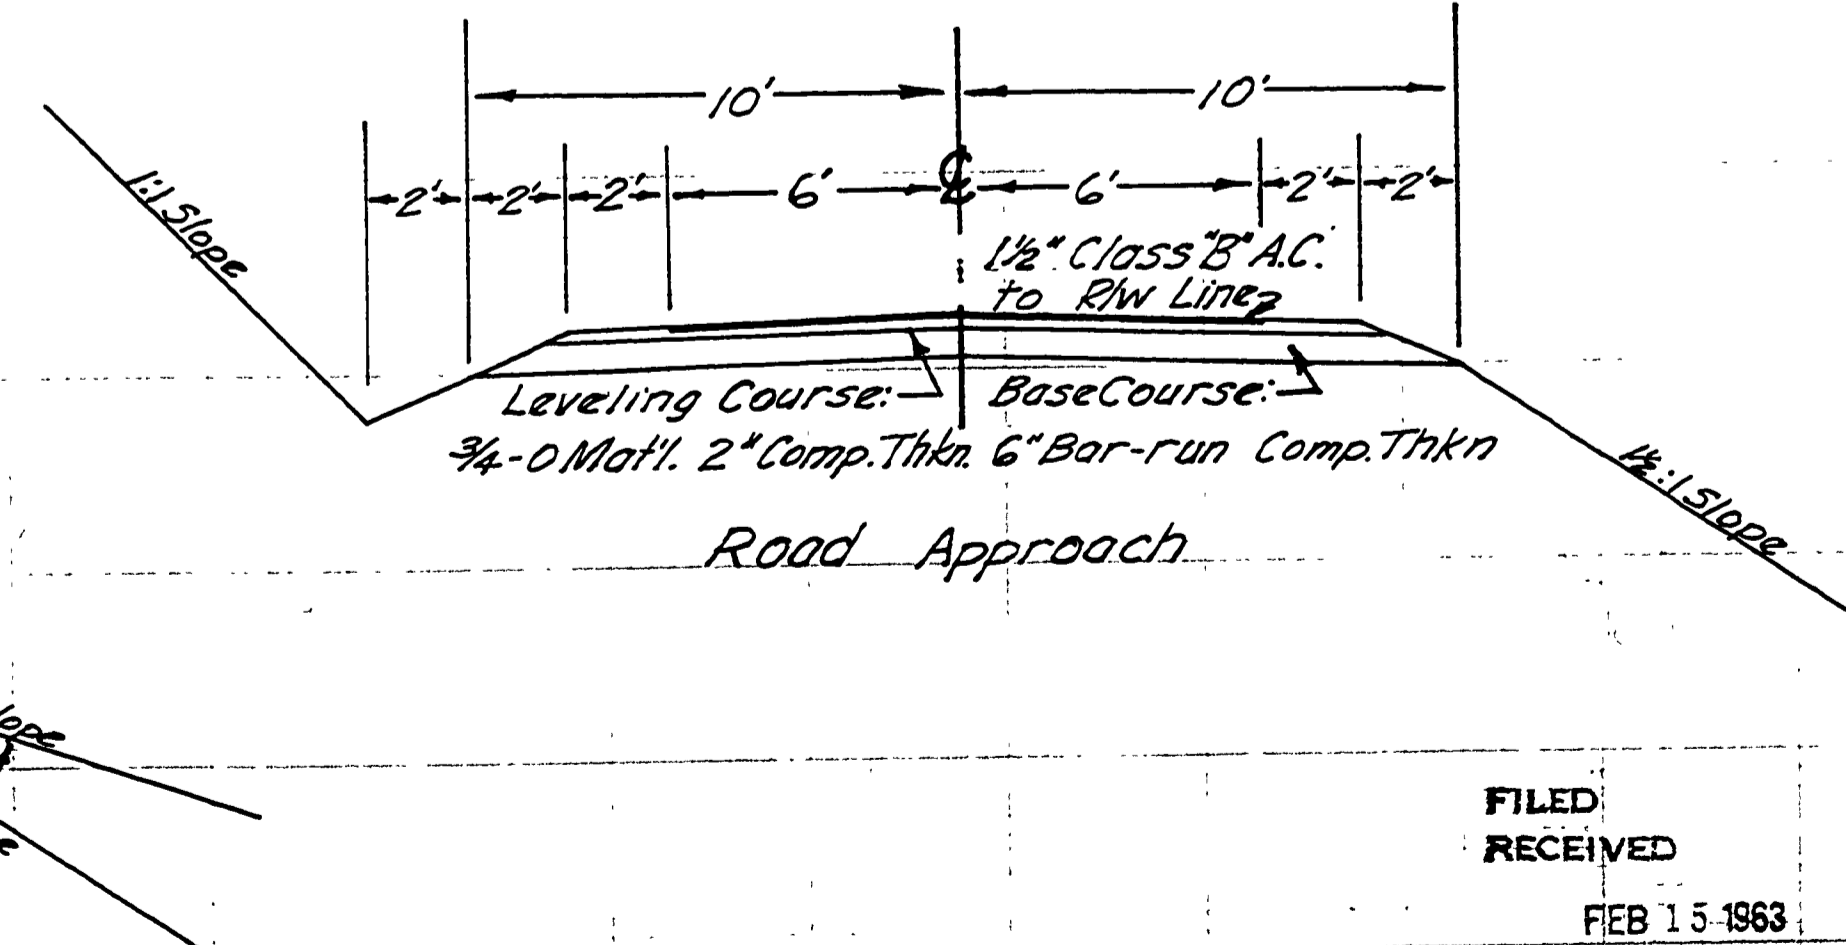 10' 10'
2' 2' 2' 6' ℄ 6' 2' 2'
1:1 Slope
1½" Class "B" A.C.
to R/W Line
Leveling Course: Base Course:
¾-0 Mat'l. 2" Comp. Thkn. 6" Bar-run Comp. Thkn
1½:1 Slope
Road Approach
FILED
RECEIVED
FEB 15 1963